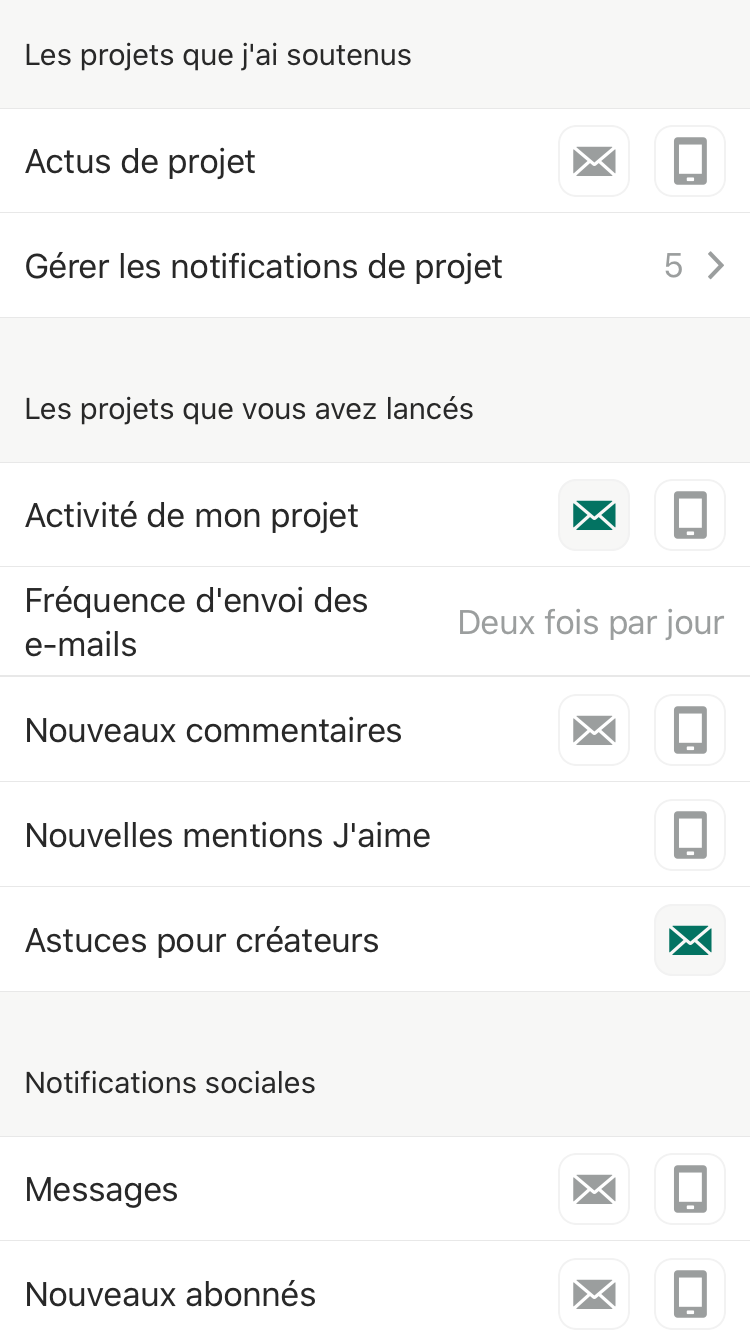 Les projets que j'ai soutenus
Actus de projet
Gérer les notifications de projet 5
Les projets que vous avez lancés
Activité de mon projet
Fréquence d'envoi des
e-mails
Deux fois par jour
Nouveaux commentaires
Nouvelles mentions J'aime
Astuces pour créateurs
Notifications sociales
Messages
Nouveaux abonnés